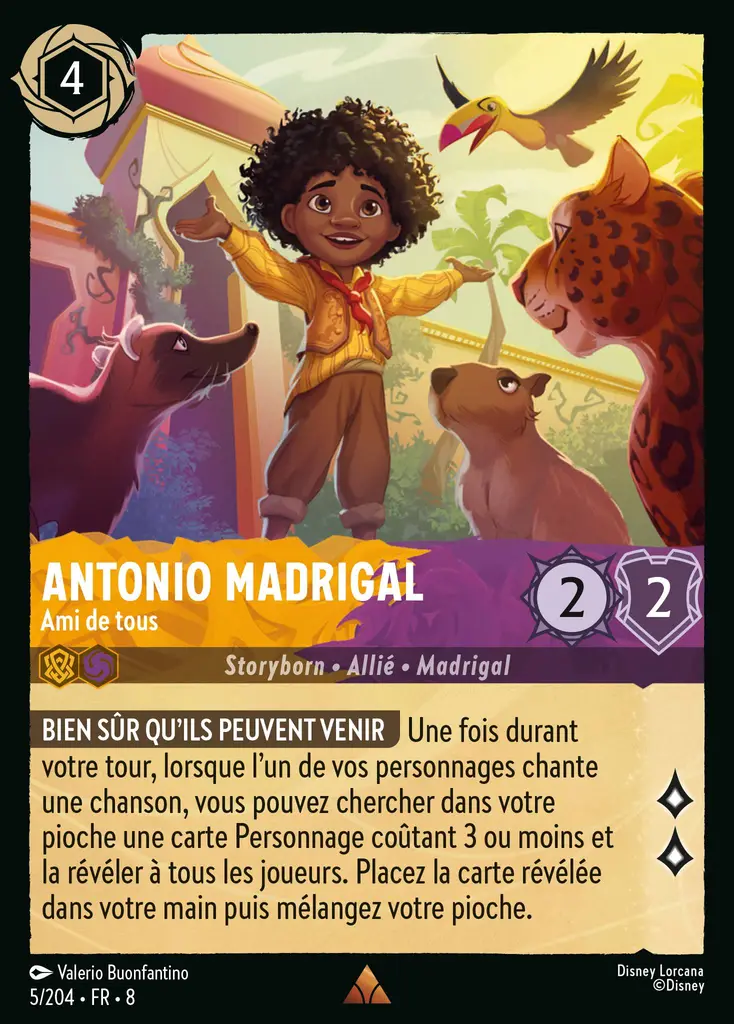 4
ANTONIO MADRIGAL
Ami de tous
2
2
Storyborn • Allié • Madrigal
BIEN SÛR QU'ILS PEUVENT VENIR Une fois durant
votre tour, lorsque l'un de vos personnages chante
une chanson, vous pouvez chercher dans votre
pioche une carte Personnage coûtant 3 ou moins et
la révéler à tous les joueurs. Placez la carte révélée
dans votre main puis mélangez votre pioche.
Valerio Buonfantino
5/204 • FR • 8
Disney Lorcana
©Disney